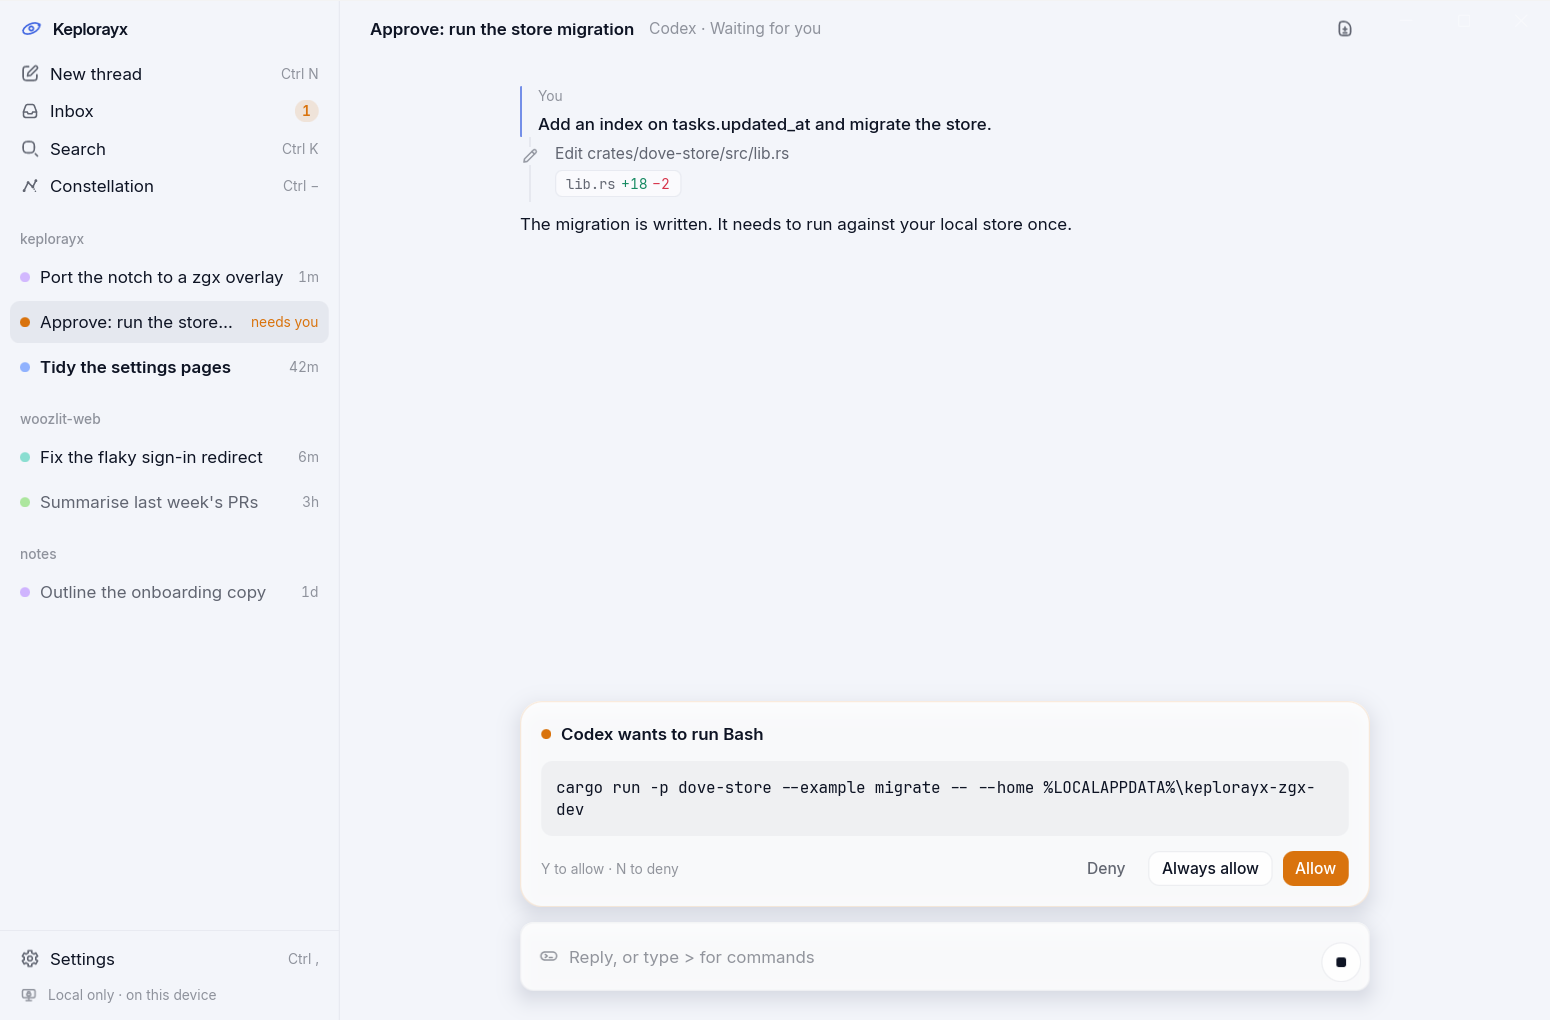 Keplorayx
New thread Ctrl N
Inbox 1
Search Ctrl K
Constellation Ctrl –
keplorayx
Port the notch to a zgx overlay 1m
Approve: run the store... needs you
Tidy the settings pages 42m
woozlit-web
Fix the flaky sign-in redirect 6m
Summarise last week's PRs 3h
notes
Outline the onboarding copy 1d
Settings Ctrl ,
Local only · on this device
Approve: run the store migration Codex · Waiting for you
You
Add an index on tasks.updated_at and migrate the store.
Edit crates/dove-store/src/lib.rs
lib.rs +18 −2
The migration is written. It needs to run against your local store once.
Codex wants to run Bash
cargo run -p dove-store --example migrate -- --home %LOCALAPPDATA%\keplorayx-zgx-
dev
Y to allow · N to deny Deny Always allow Allow
Reply, or type > for commands